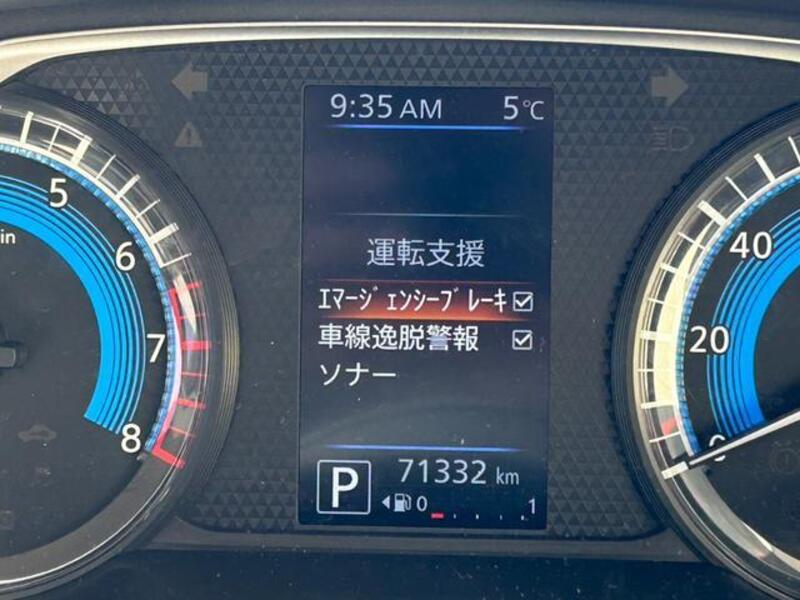 9:35 AM 5℃
運転支援
ｴﾏｰｼﾞｪﾝｼｰﾌﾞﾚｰｷ
車線逸脱警報
ソナー
P 71332 km
0 1
in
5
6
7
8
40
20
0